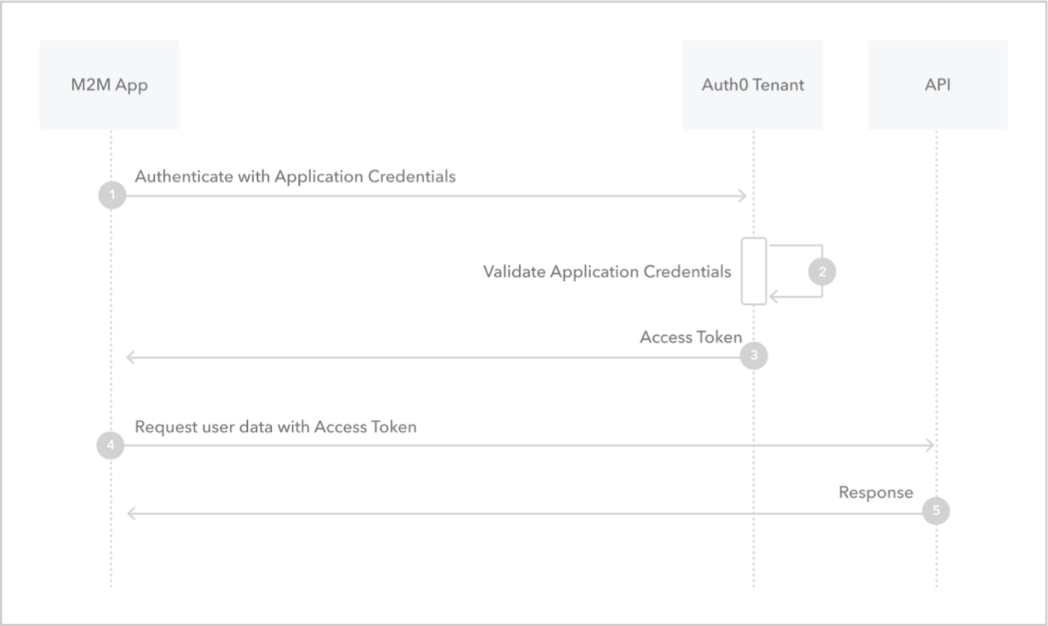 M2M App
Auth0 Tenant
API
Authenticate with Application Credentials
1
Validate Application Credentials
2
Access Token
3
Request user data with Access Token
4
Response
5